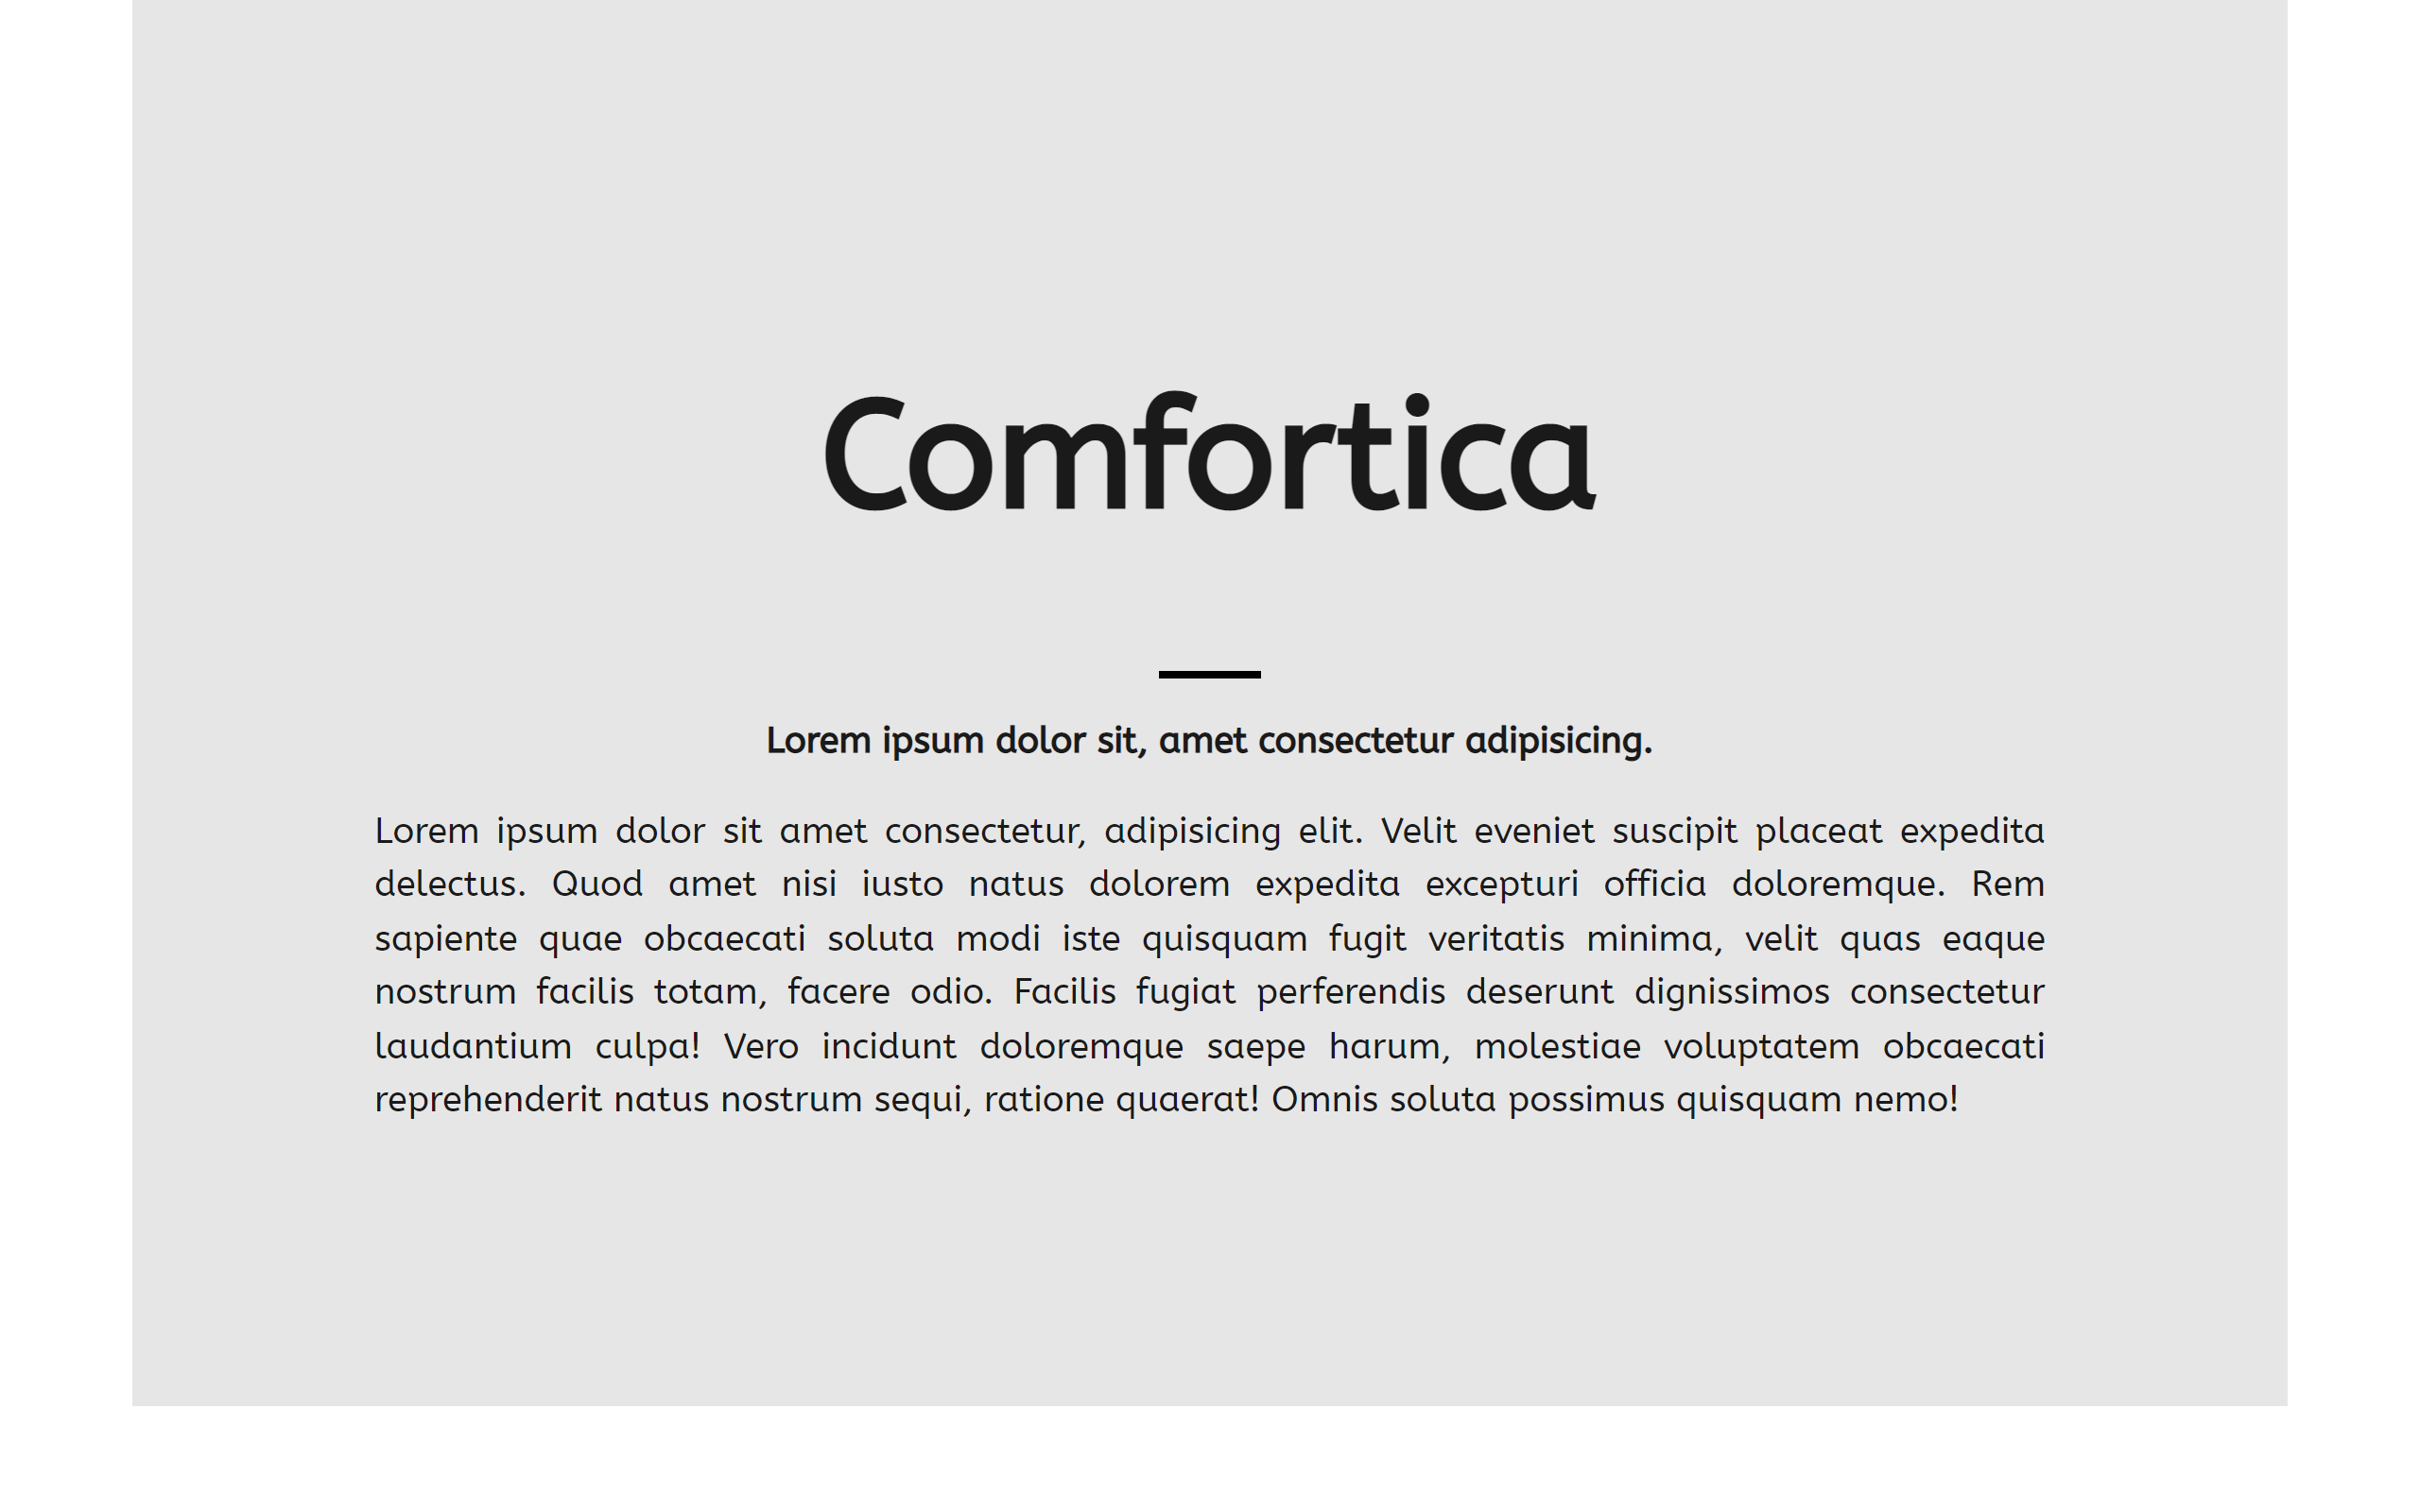 Comfortica
Lorem ipsum dolor sit, amet consectetur adipisicing.
Lorem ipsum dolor sit amet consectetur, adipisicing elit. Velit eveniet suscipit placeat expedita
delectus. Quod amet nisi iusto natus dolorem expedita excepturi officia doloremque. Rem
sapiente quae obcaecati soluta modi iste quisquam fugit veritatis minima, velit quas eaque
nostrum facilis totam, facere odio. Facilis fugiat perferendis deserunt dignissimos consectetur
laudantium culpa! Vero incidunt doloremque saepe harum, molestiae voluptatem obcaecati
reprehenderit natus nostrum sequi, ratione quaerat! Omnis soluta possimus quisquam nemo!